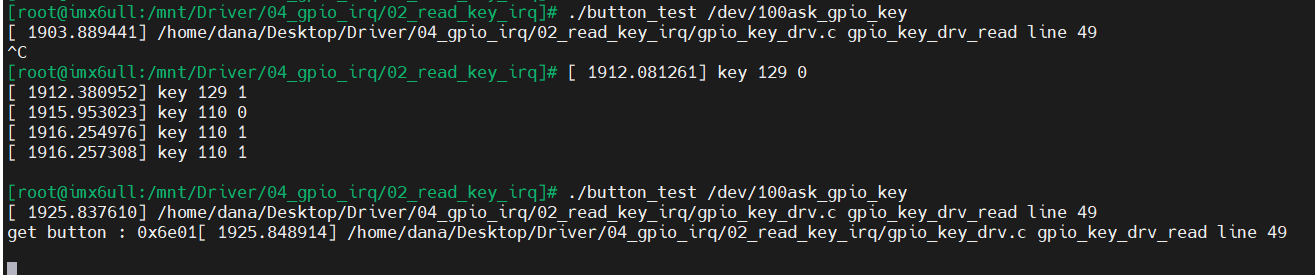 [root@imx6ull:/mnt/Driver/04_gpio_irq/02_read_key_irq]# ./button_test /dev/100ask_gpio_key
[ 1903.889441] /home/dana/Desktop/Driver/04_gpio_irq/02_read_key_irq/gpio_key_drv.c gpio_key_drv_read line 49
^C
[root@imx6ull:/mnt/Driver/04_gpio_irq/02_read_key_irq]# [ 1912.081261] key 129 0
[ 1912.380952] key 129 1
[ 1915.953023] key 110 0
[ 1916.254976] key 110 1
[ 1916.257308] key 110 1
[root@imx6ull:/mnt/Driver/04_gpio_irq/02_read_key_irq]# ./button_test /dev/100ask_gpio_key
[ 1925.837610] /home/dana/Desktop/Driver/04_gpio_irq/02_read_key_irq/gpio_key_drv.c gpio_key_drv_read line 49
get button : 0x6e01[ 1925.848914] /home/dana/Desktop/Driver/04_gpio_irq/02_read_key_irq/gpio_key_drv.c gpio_key_drv_read line 49